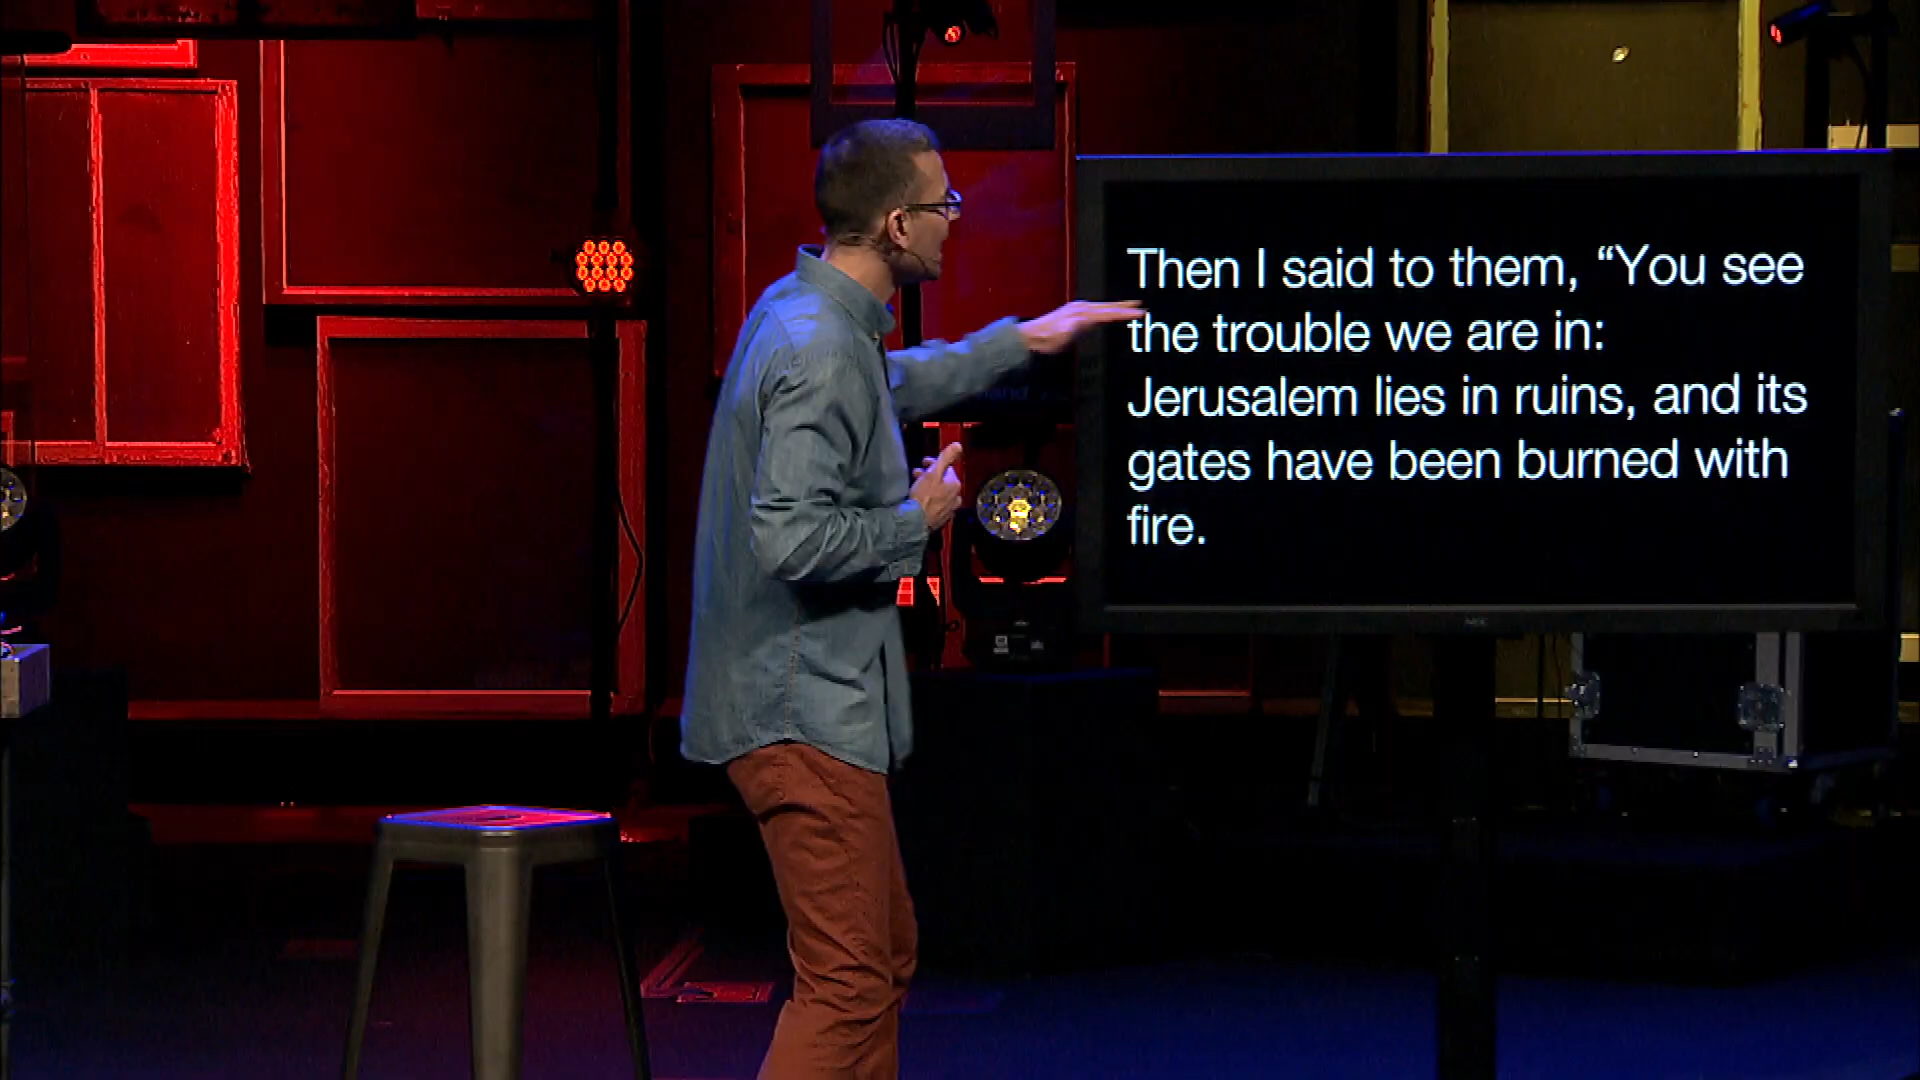 Then I said to them, “You see
the trouble we are in:
Jerusalem lies in ruins, and its
gates have been burned with
fire.
NEC